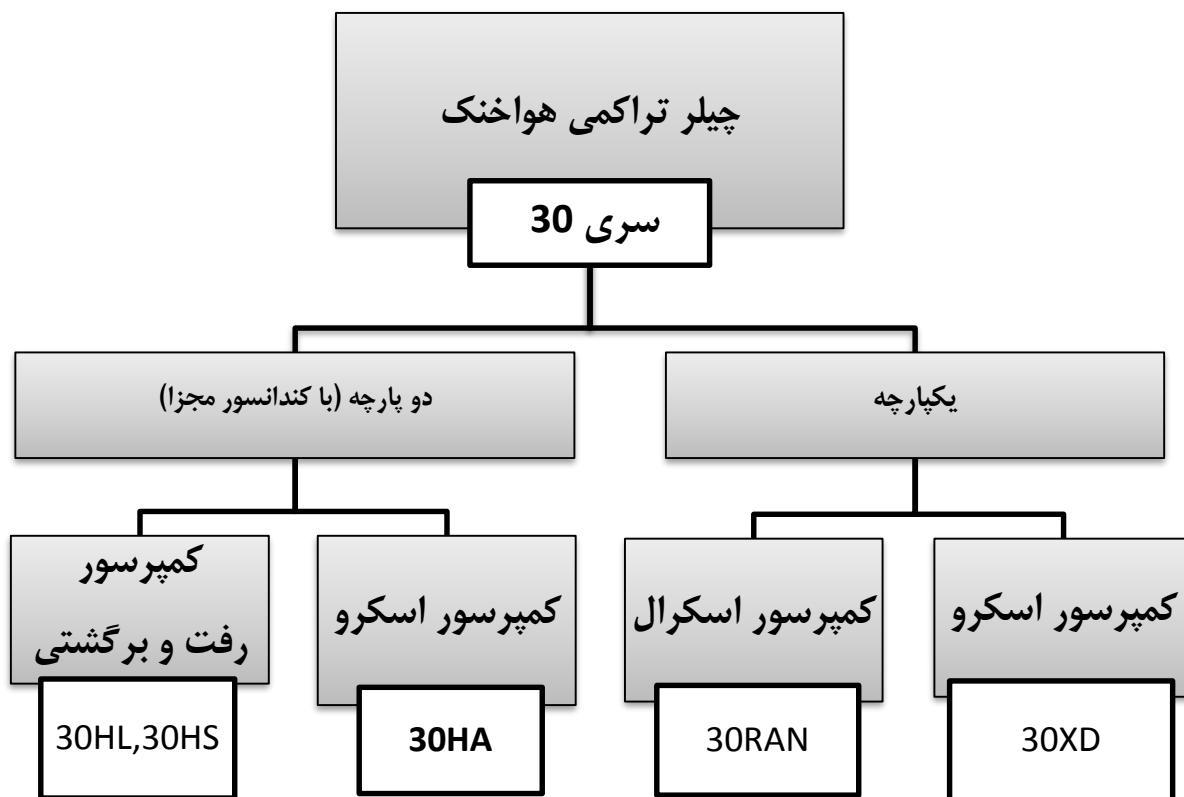 چیلر تراکمی هواخنک
سری 30
یکپارچه
دو پارچه (با کندانسور مجزا)
کمپرسور اسکرو
30XD
کمپرسور اسکرال
30RAN
کمپرسور اسکرو
30HA
کمپرسور
رفت و برگشتی
30HL,30HS